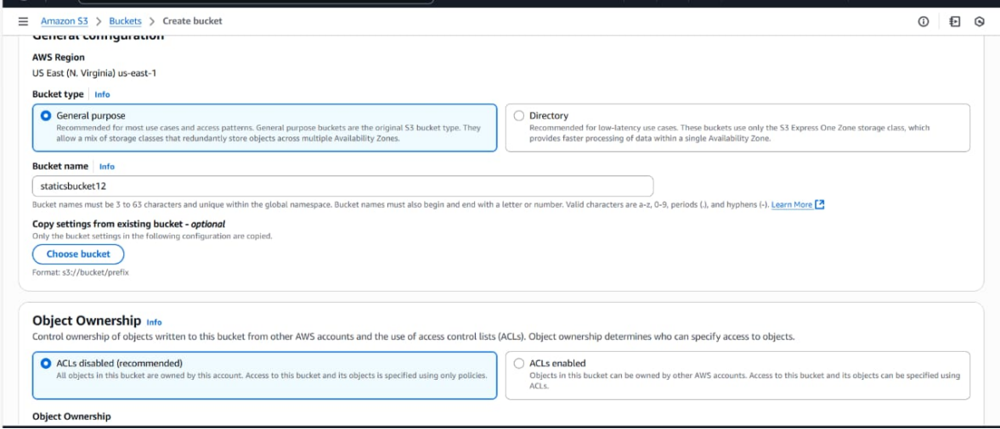 Amazon S3 > Buckets > Create bucket
General configuration
AWS Region
US East (N. Virginia) us-east-1
Bucket type Info
General purpose
Recommended for most use cases and access patterns. General purpose buckets are the original S3 bucket type. They
allow a mix of storage classes that redundantly store objects across multiple Availability Zones.
Directory
Recommended for low-latency use cases. These buckets use only the S3 Express One Zone storage class, which
provides faster processing of data within a single Availability Zone.
Bucket name Info
staticsbucket12
Bucket names must be 3 to 63 characters and unique within the global namespace. Bucket names must also begin and end with a letter or number. Valid characters are a-z, 0-9, periods (.), and hyphens (-). Learn More
Copy settings from existing bucket - optional
Only the bucket settings in the following configuration are copied.
Choose bucket
Format: s3://bucket/prefix
Object Ownership Info
Control ownership of objects written to this bucket from other AWS accounts and the use of access control lists (ACLs). Object ownership determines who can specify access to objects.
ACLs disabled (recommended)
All objects in this bucket are owned by this account. Access to this bucket and its objects is specified using only policies.
ACLs enabled
Objects in this bucket can be owned by other AWS accounts. Access to this bucket and its objects can be specified using
ACLs.
Object Ownership